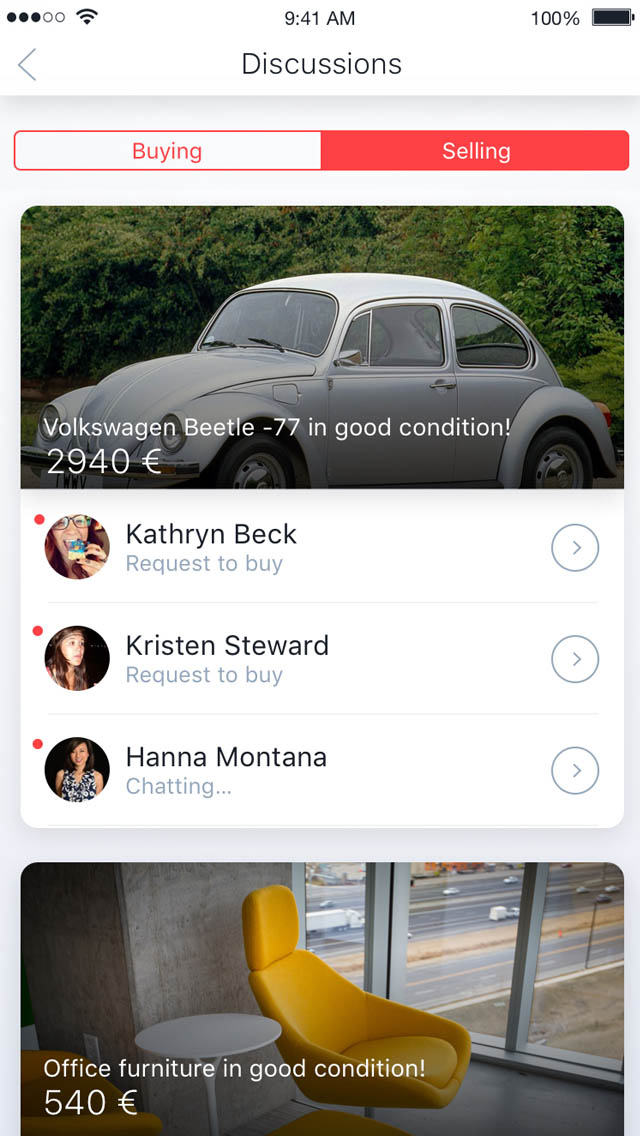 9:41 AM
100%
Discussions
Buying
Selling
Volkswagen Beetle -77 in good condition!
2940 €
Kathryn Beck
Request to buy
Kristen Steward
Request to buy
Hanna Montana
Chatting...
Office furniture in good condition!
540 €